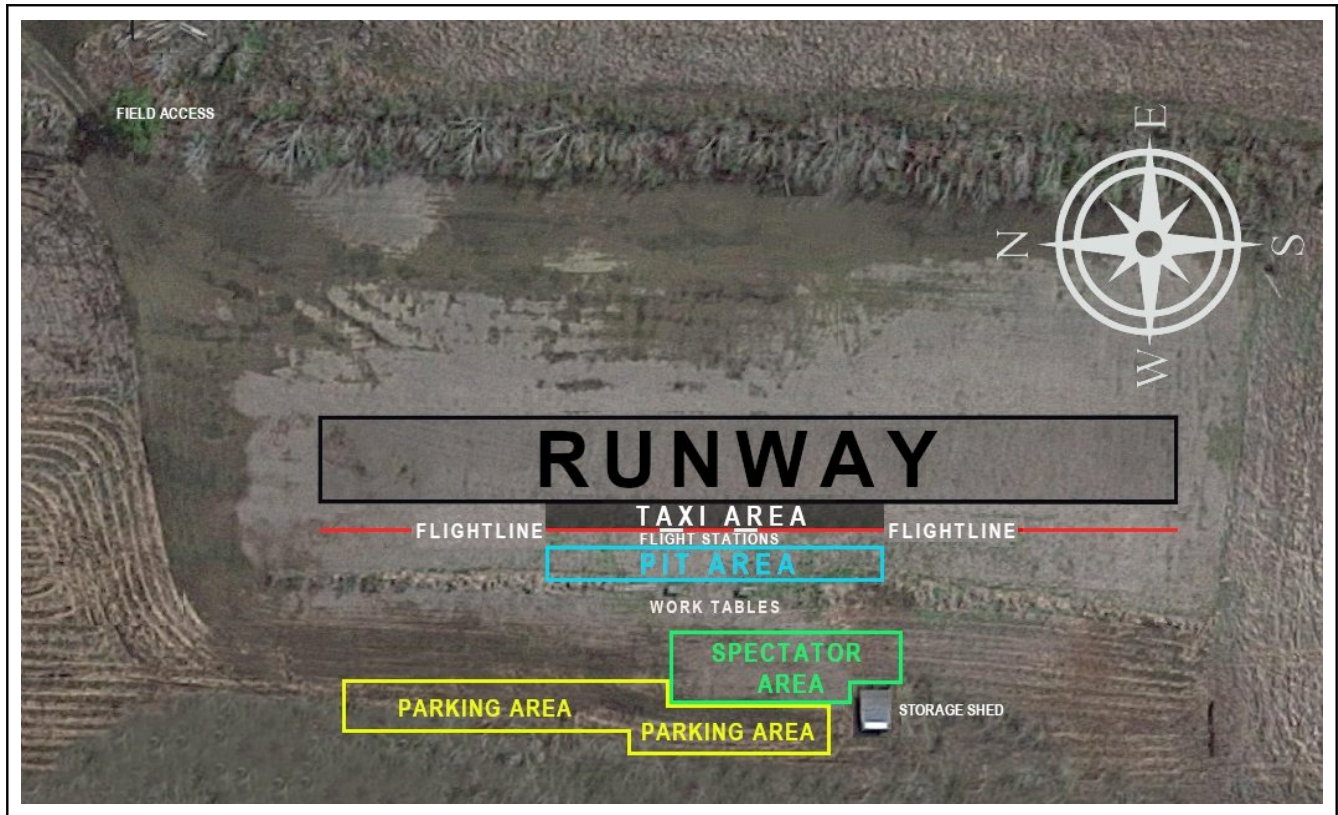 FIELD ACCESS
E
N
S
W
RUNWAY
TAXI AREA
FLIGHTLINE
FLIGHTLINE
FLIGHT STATIONS
PIT AREA
WORK TABLES
SPECTATOR
AREA
PARKING AREA
STORAGE SHED
PARKING AREA